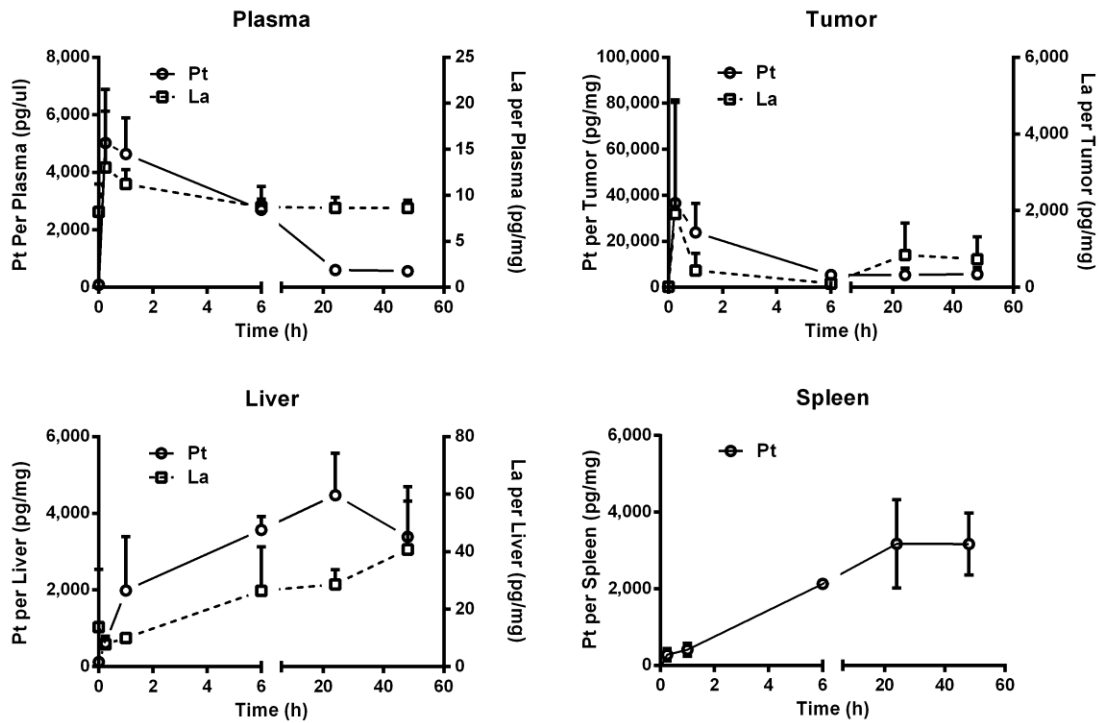 Plasma
8,000
6,000
4,000
2,000
0
Pt Per Plasma (pg/ul)
Pt
La
25
20
15
10
5
0
La per Plasma (pg/mg)
0 2 4 6 20 40 60
Time (h)
Tumor
100,000
80,000
60,000
40,000
20,000
0
Pt per Tumor (pg/mg)
Pt
La
6,000
4,000
2,000
0
La per Tumor (pg/mg)
0 2 4 6 20 40 60
Time (h)
Liver
6,000
4,000
2,000
0
Pt per Liver (pg/mg)
Pt
La
80
60
40
20
0
La per Liver (pg/mg)
0 2 4 6 20 40 60
Time (h)
Spleen
6,000
4,000
2,000
0
Pt per Spleen (pg/mg)
Pt
0 2 4 6 20 40 60
Time (h)